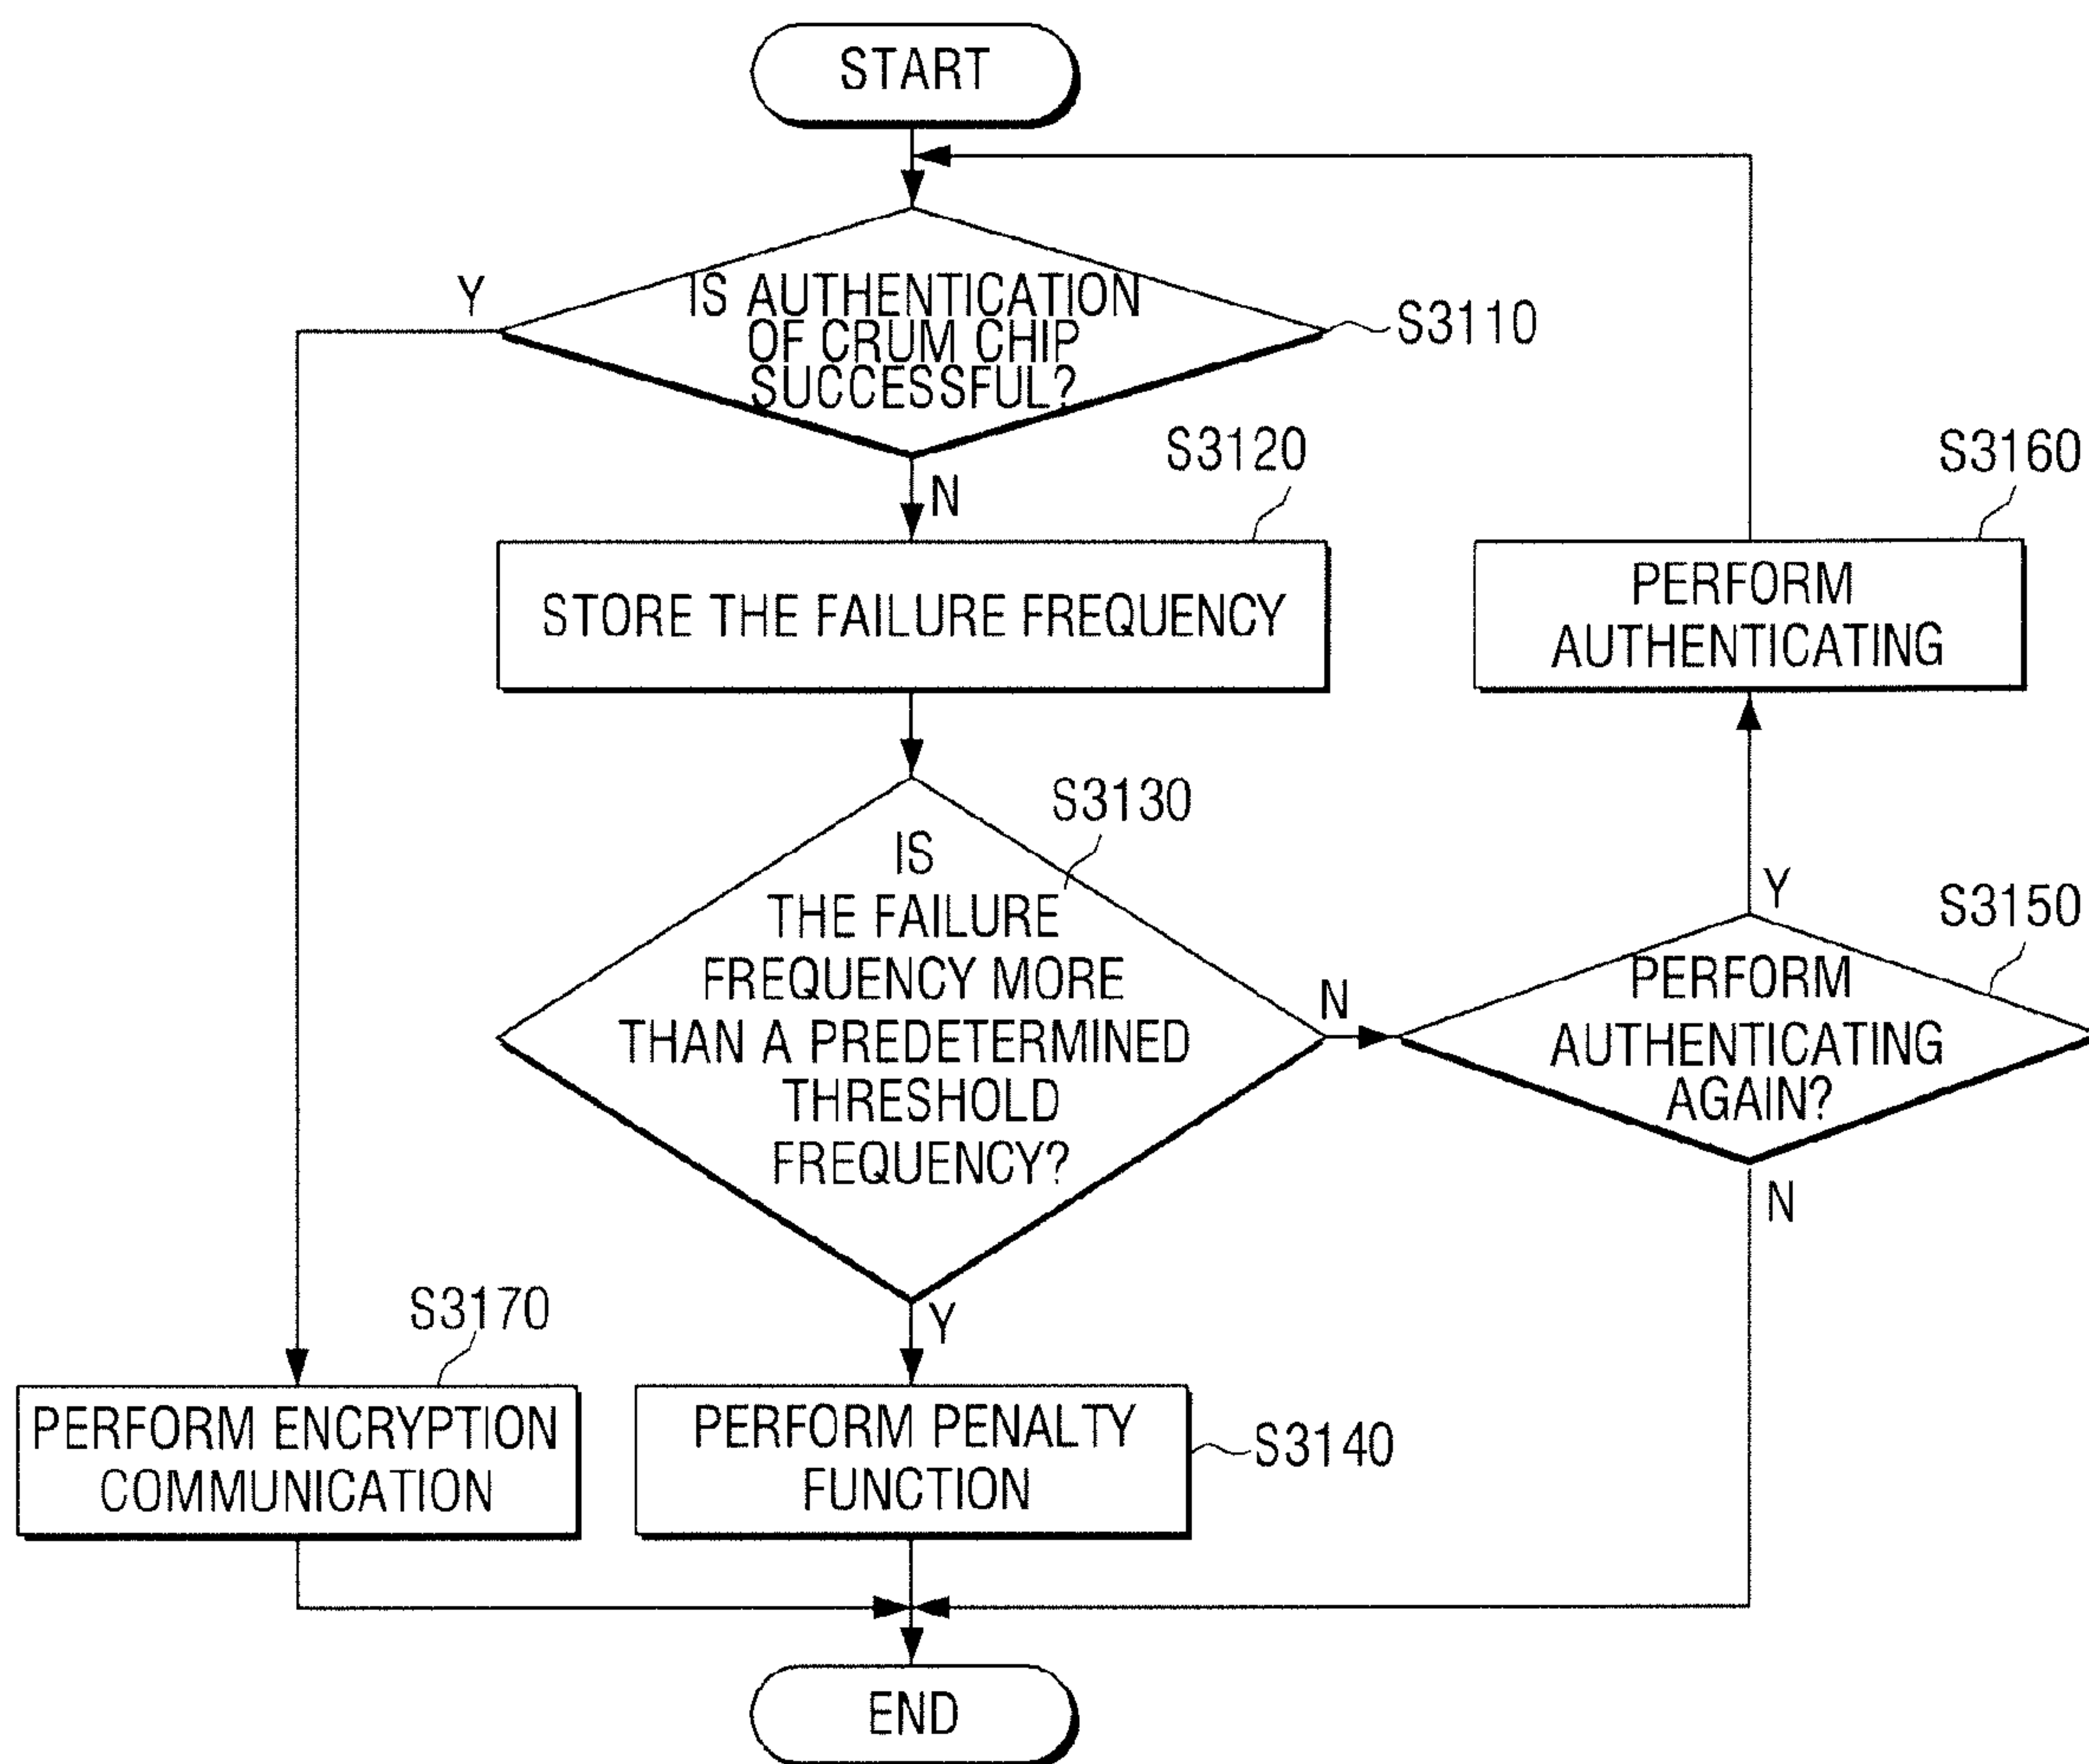 START
Y
IS AUTHENTICATION
OF CRUM CHIP
SUCCESSFUL?
S3110
N
S3120
STORE THE FAILURE FREQUENCY
S3160
PERFORM
AUTHENTICATING
S3130
IS
THE FAILURE
FREQUENCY MORE
THAN A PREDETERMINED
THRESHOLD
FREQUENCY?
N
Y
S3150
PERFORM
AUTHENTICATING
AGAIN?
N
Y
S3170
PERFORM ENCRYPTION
COMMUNICATION
PERFORM PENALTY
FUNCTION
S3140
END